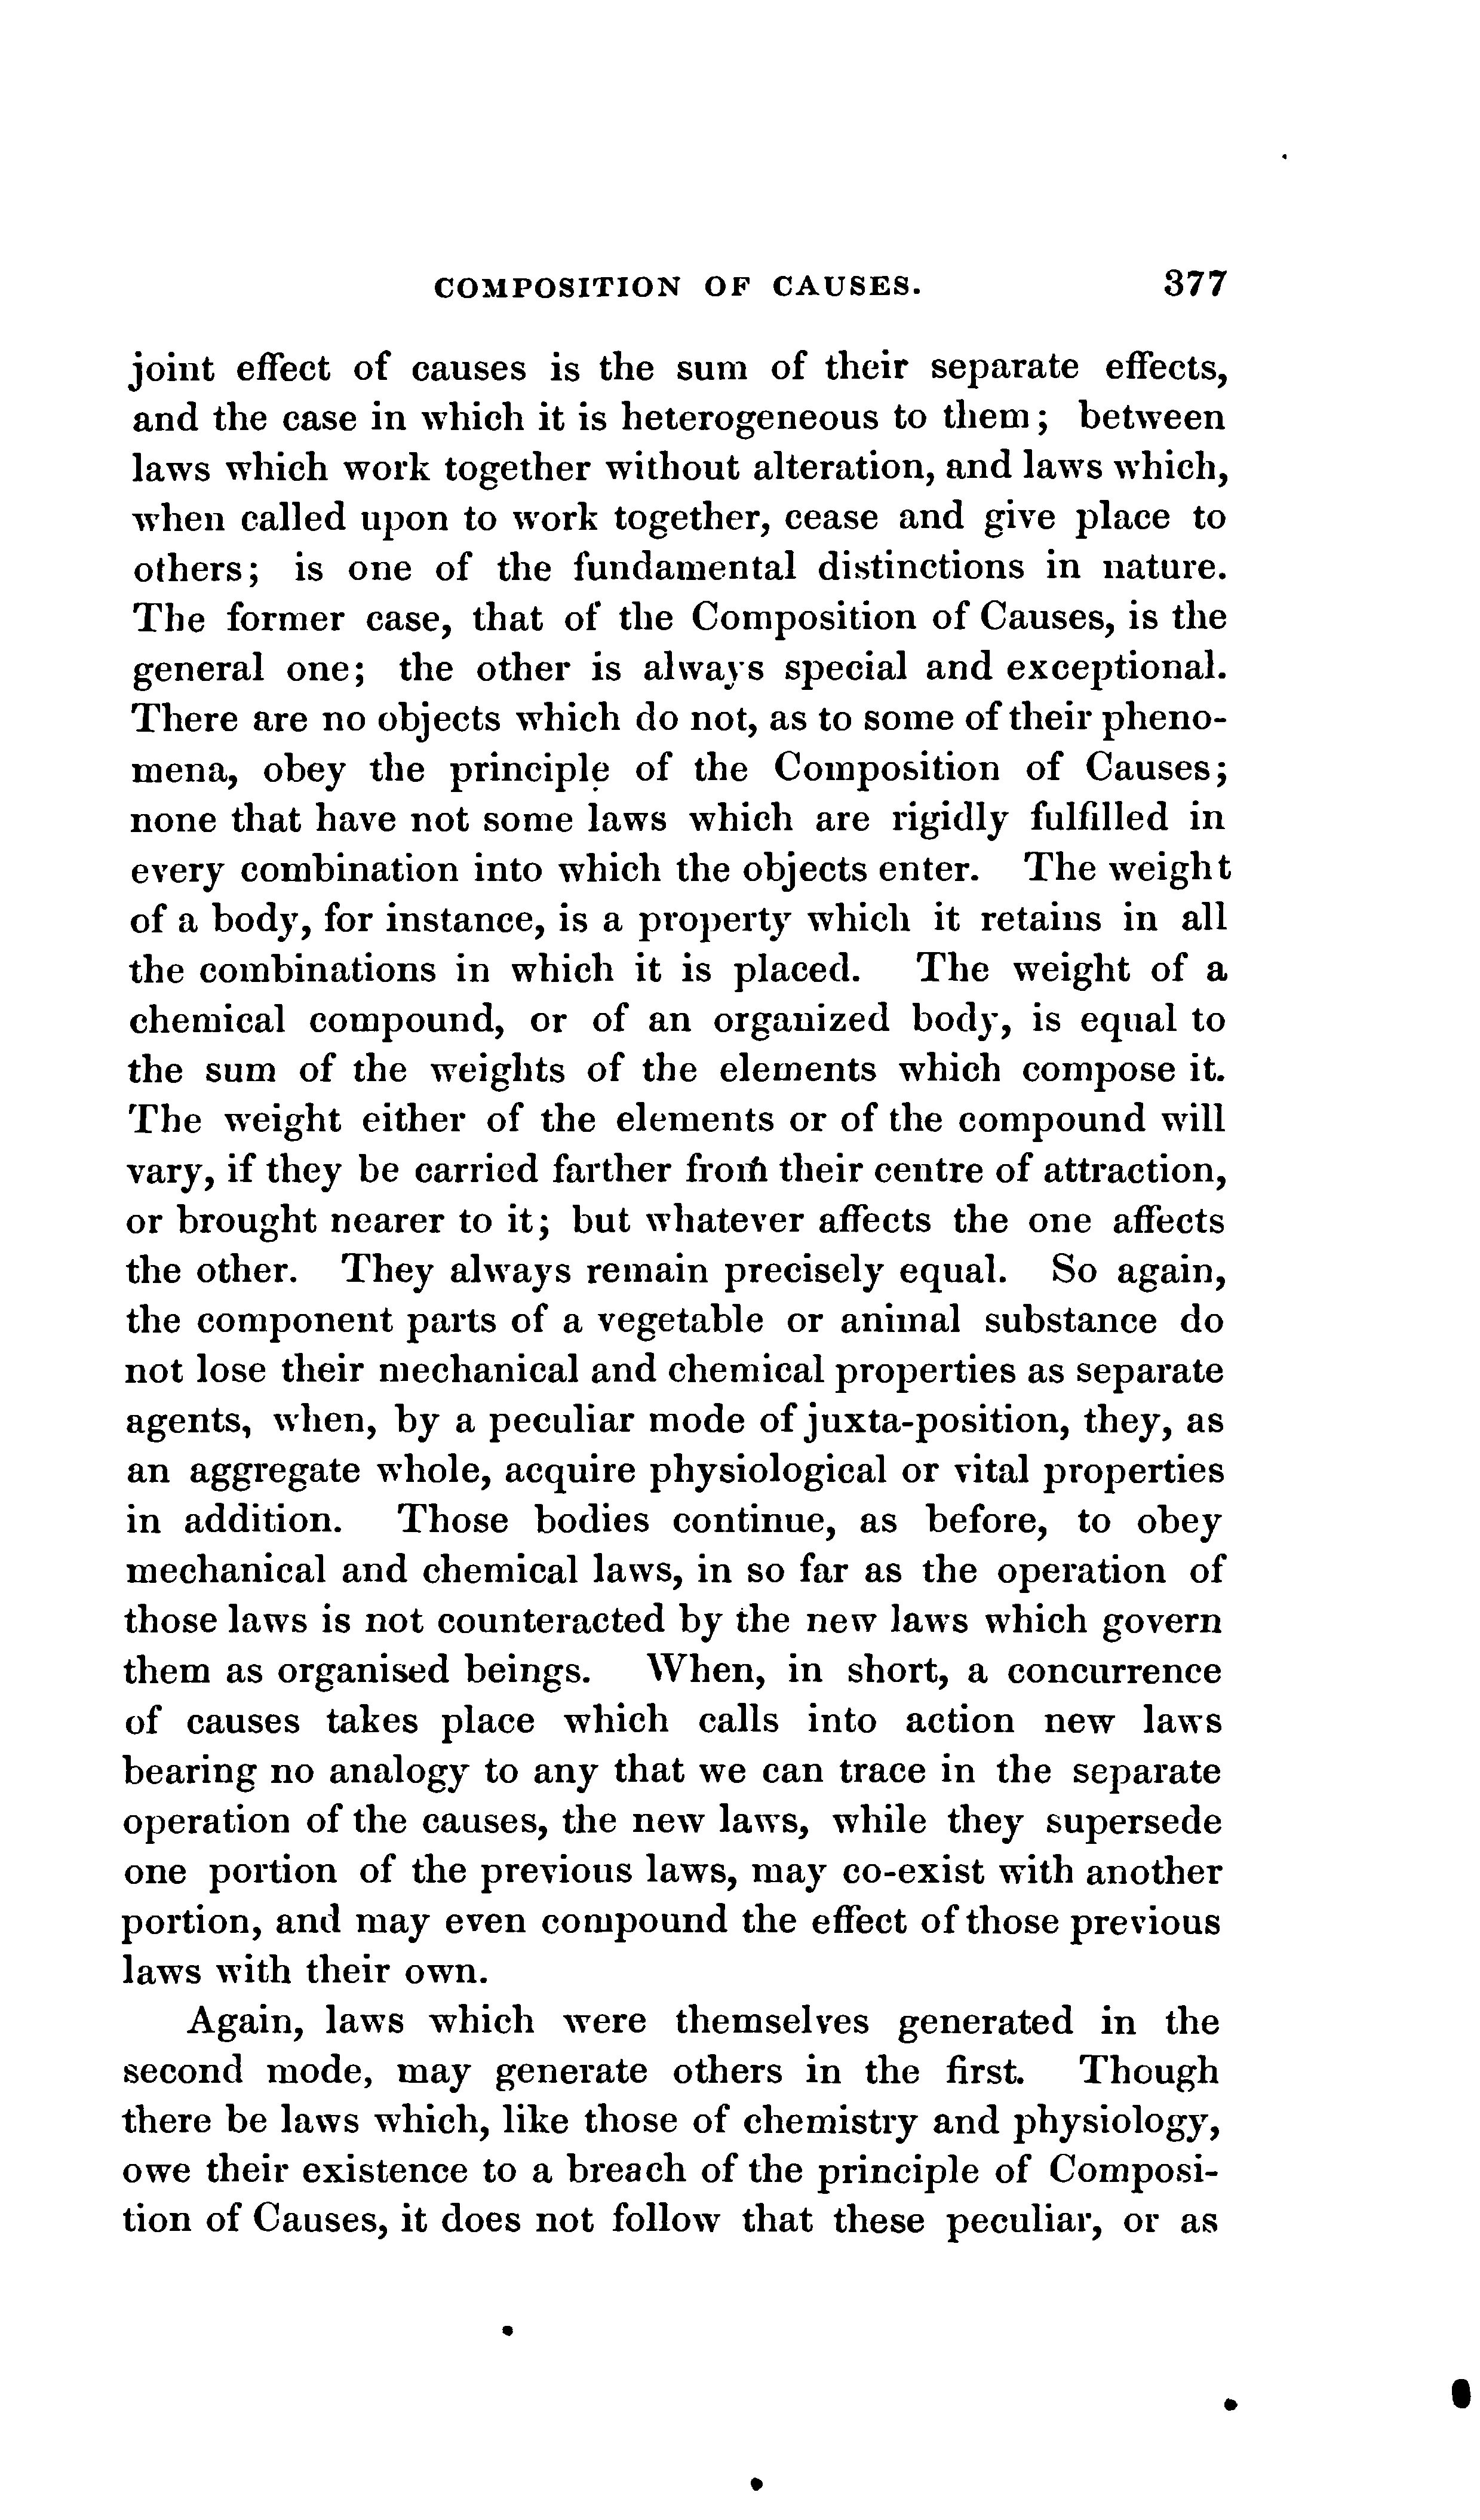 COMPOSITION OF CAUSES. 377
joint effect of causes is the sum of their separate effects,
and the case in which it is heterogeneous to them; between
laws which work together without alteration, and laws which,
when called upon to work together, cease and give place to
others; is one of the fundamental distinctions in nature.
The former case, that of the Composition of Causes, is the
general one; the other is always special and exceptional.
There are no objects which do not, as to some of their pheno-
mena, obey the principle of the Composition of Causes;
none that have not some laws which are rigidly fulfilled in
every combination into which the objects enter. The weight
of a body, for instance, is a property which it retains in all
the combinations in which it is placed. The weight of a
chemical compound, or of an organized body, is equal to
the sum of the weights of the elements which compose it.
The weight either of the elements or of the compound will
vary, if they be carried farther from their centre of attraction,
or brought nearer to it; but whatever affects the one affects
the other. They always remain precisely equal. So again,
the component parts of a vegetable or animal substance do
not lose their mechanical and chemical properties as separate
agents, when, by a peculiar mode of juxta-position, they, as
an aggregate whole, acquire physiological or vital properties
in addition. Those bodies continue, as before, to obey
mechanical and chemical laws, in so far as the operation of
those laws is not counteracted by the new laws which govern
them as organised beings. When, in short, a concurrence
of causes takes place which calls into action new laws
bearing no analogy to any that we can trace in the separate
operation of the causes, the new laws, while they supersede
one portion of the previous laws, may co-exist with another
portion, and may even compound the effect of those previous
laws with their own.
Again, laws which were themselves generated in the
second mode, may generate others in the first. Though
there be laws which, like those of chemistry and physiology,
owe their existence to a breach of the principle of Composi-
tion of Causes, it does not follow that these peculiar, or as